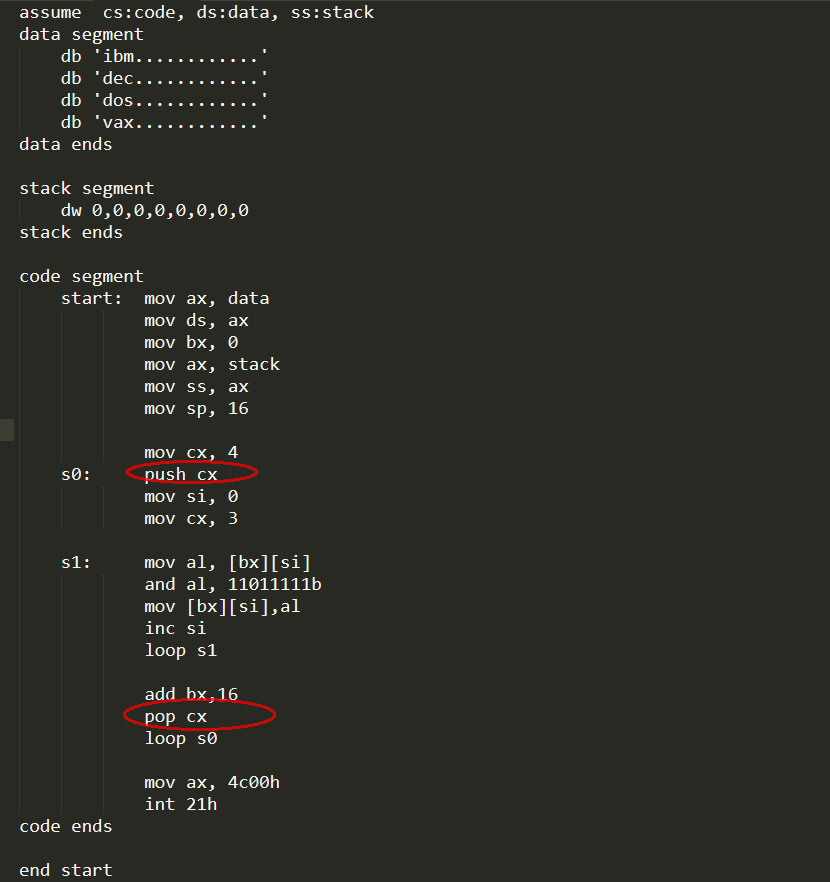 assume  cs:code, ds:data, ss:stack
data segment
    db 'ibm............'
    db 'dec............'
    db 'dos............'
    db 'vax............'
data ends
stack segment
    dw 0,0,0,0,0,0,0,0
stack ends
code segment
    start:  mov ax, data
            mov ds, ax
            mov bx, 0
            mov ax, stack
            mov ss, ax
            mov sp, 16
            mov cx, 4
    s0:     push cx
            mov si, 0
            mov cx, 3
    s1:     mov al, [bx][si]
            and al, 11011111b
            mov [bx][si],al
            inc si
            loop s1
            add bx,16
            pop cx
            loop s0
            mov ax, 4c00h
            int 21h
code ends
end start